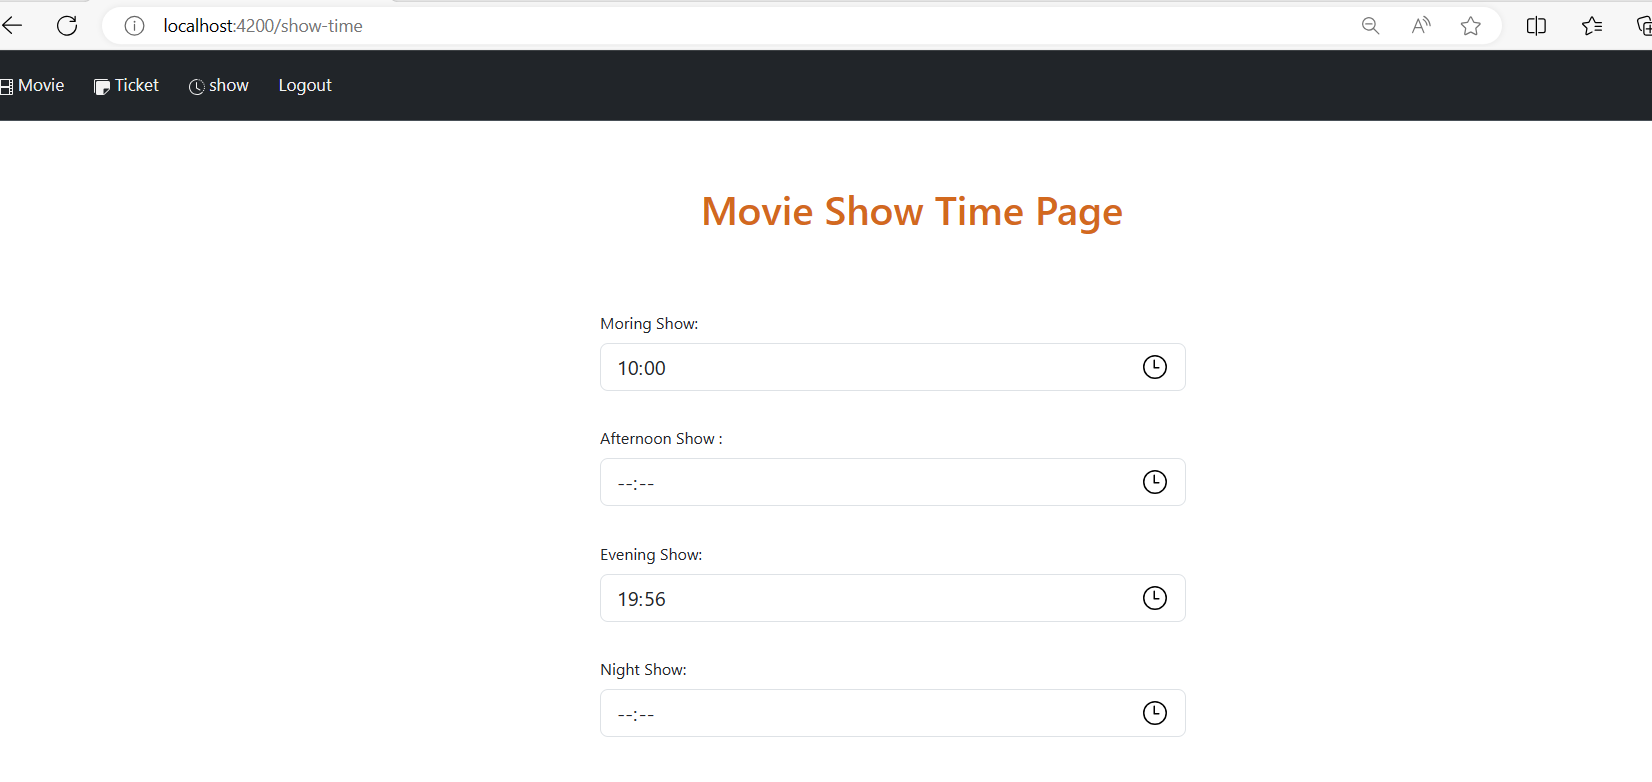 localhost:4200/show-time
Movie Ticket show Logout
Movie Show Time Page
Moring Show:
10:00
Afternoon Show :
--:--
Evening Show:
19:56
Night Show:
--:--